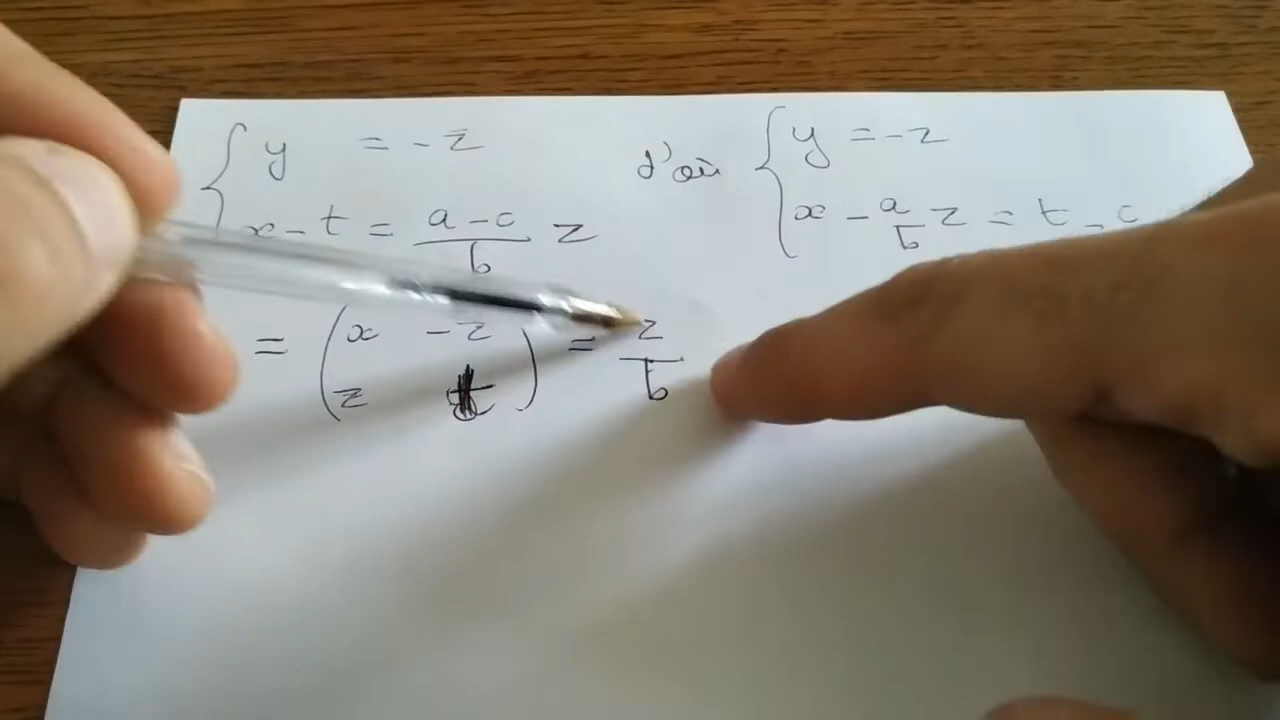 { y = -z d'où { y = -z
x - t = a - c / b z x - a / b z = t - c
= ( x -z z t ) = z / b